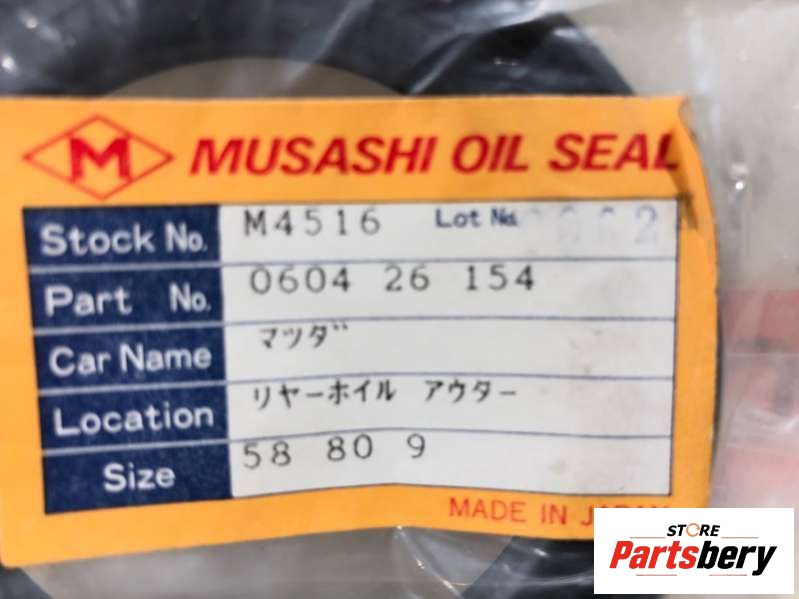 M MUSASHI OIL SEAL
Stock No. M4516 Lot No.
Part No. 0604 26 154
Car Name マツダ
Location リヤーホイル アウター
Size 58 80 9
MADE IN JAPAN
STORE
Partsbery